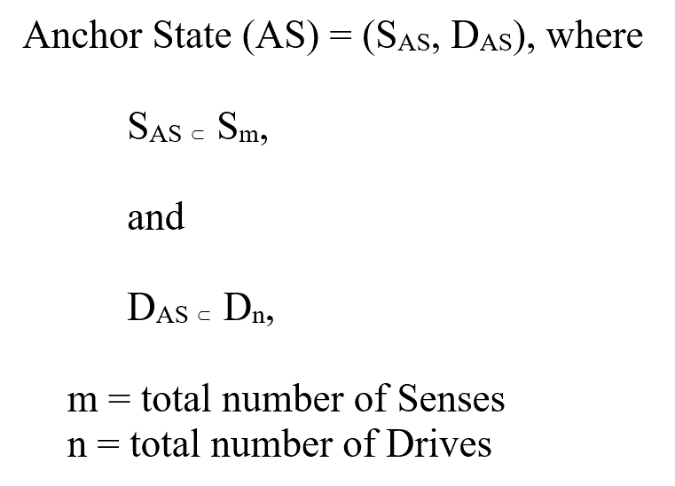 Anchor State (AS) = (SAS, DAS), where
SAS ⊂ Sm,
and
DAS ⊂ Dn,
m = total number of Senses
n = total number of Drives